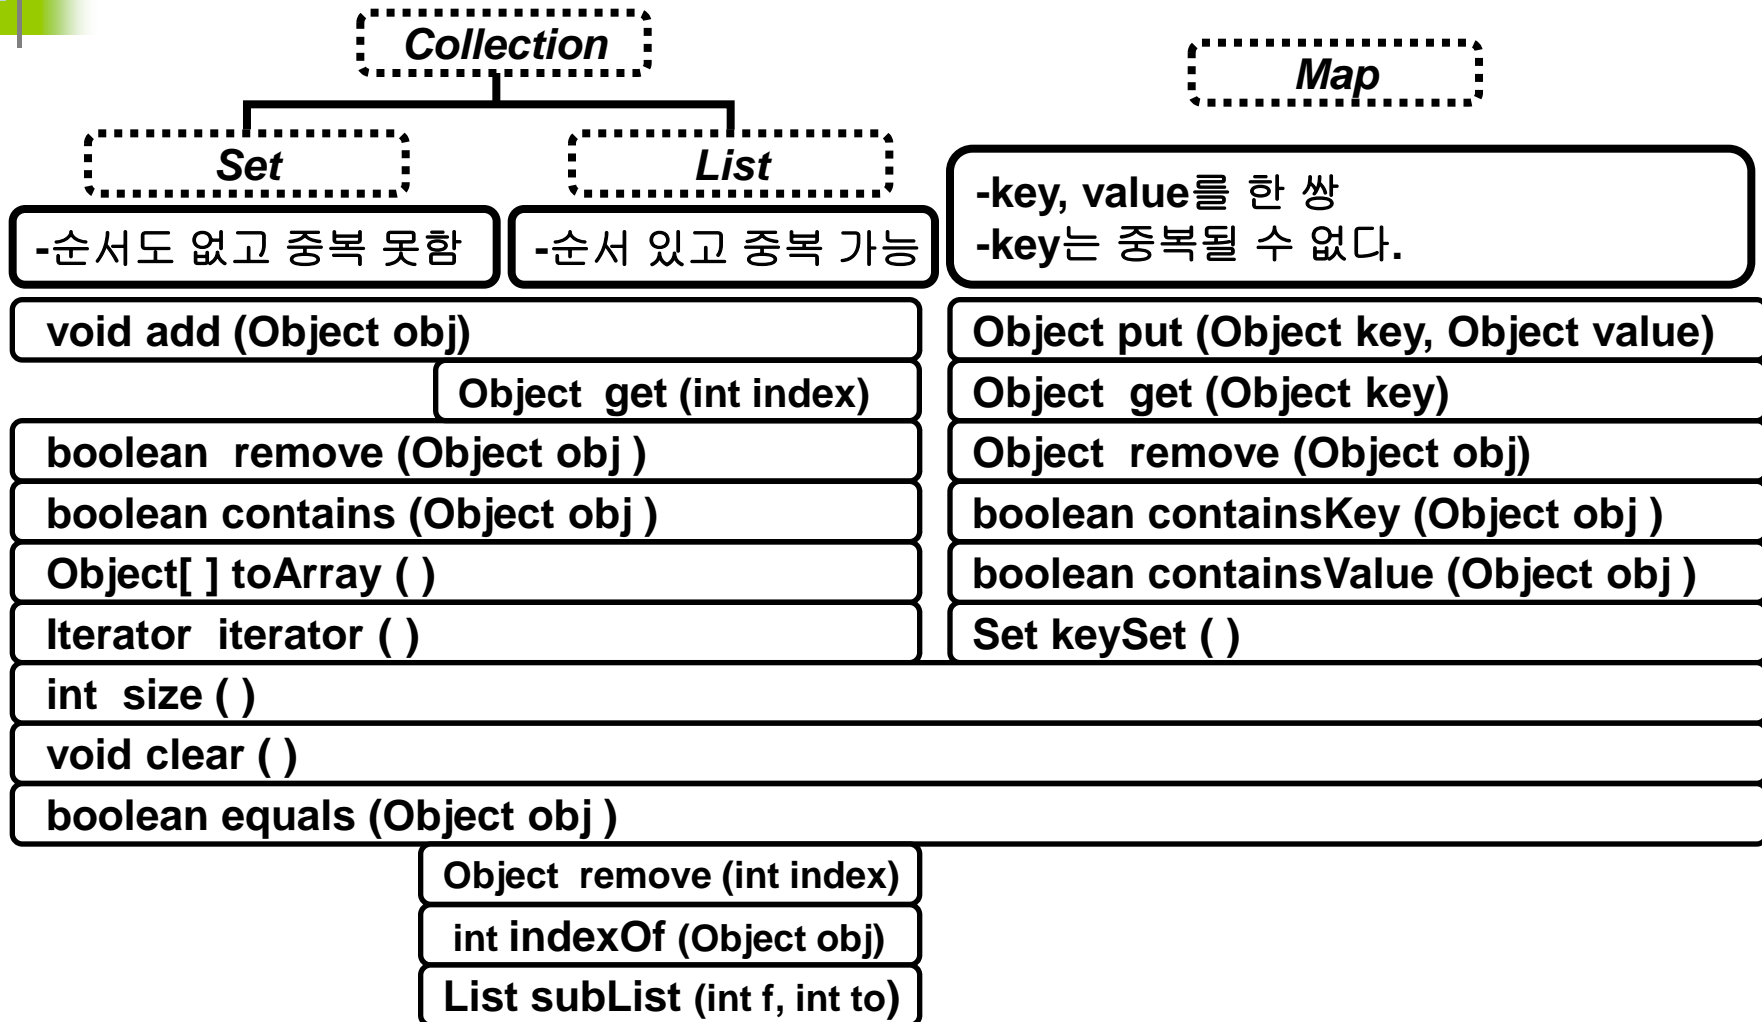 Collection
Map
Set
List
-순서도 없고 중복 못함
-순서 있고 중복 가능
-key, value를 한 쌍
-key는 중복될 수 없다.
void add (Object obj)
Object put (Object key, Object value)
Object get (int index)
Object get (Object key)
boolean remove (Object obj )
Object remove (Object obj)
boolean contains (Object obj )
boolean containsKey (Object obj )
Object[ ] toArray ( )
boolean containsValue (Object obj )
Iterator iterator ( )
Set keySet ( )
int size ( )
void clear ( )
boolean equals (Object obj )
Object remove (int index)
int indexOf (Object obj)
List subList (int f, int to)